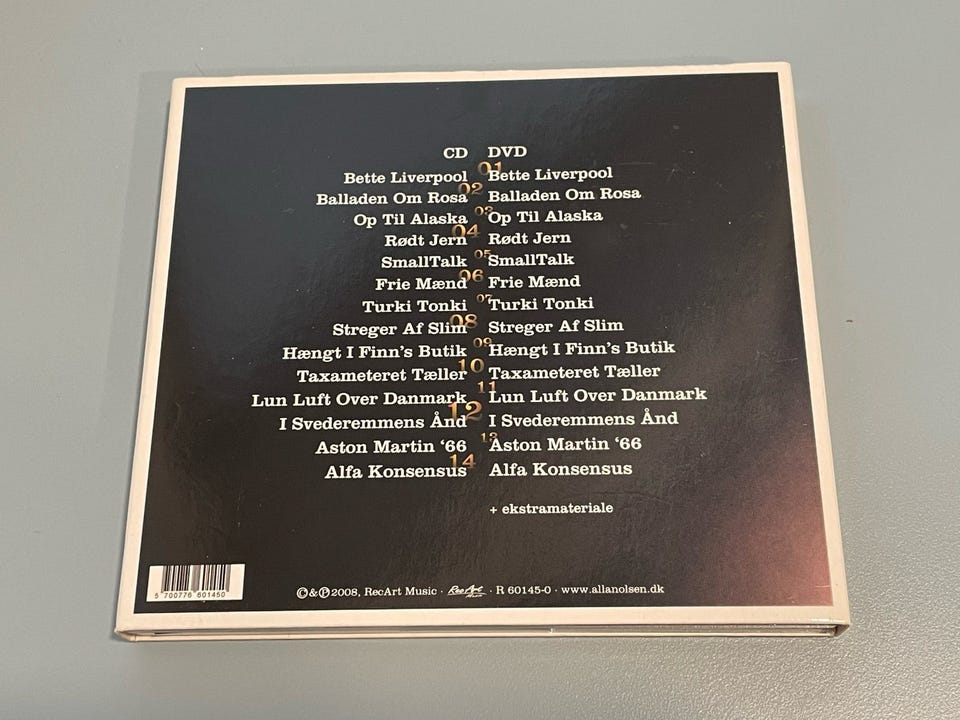 CD DVD
Bette Liverpool 01 Bette Liverpool
Balladen Om Rosa 02 Balladen Om Rosa
Op Til Alaska 03 Op Til Alaska
Rødt Jern 04 Rødt Jern
SmallTalk 05 SmallTalk
Frie Mænd 06 Frie Mænd
Turki Tonki 07 Turki Tonki
Streger Af Slim 08 Streger Af Slim
Hængt I Finn's Butik 09 Hængt I Finn's Butik
Taxameteret Tæller 10 Taxameteret Tæller
Lun Luft Over Danmark 11 Lun Luft Over Danmark
I Svederemmens Ånd 12 I Svederemmens Ånd
Aston Martin ‘66 13 Aston Martin ‘66
Alfa Konsensus 14 Alfa Konsensus
+ ekstramateriale
5 700776 601450
©&℗2008, RecArt Music · RecArt Music · R 60145-0 · www.allanolsen.dk